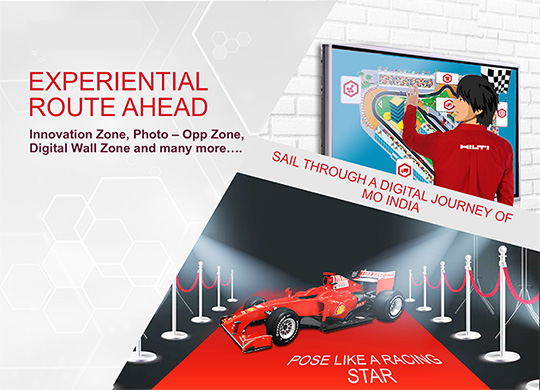 EXPERIENTIAL
ROUTE AHEAD
Innovation Zone, Photo – Opp Zone,
Digital Wall Zone and many more....
HILTI
SAIL THROUGH A DIGITAL JOURNEY OF
MO INDIA
POSE LIKE A RACING
STAR